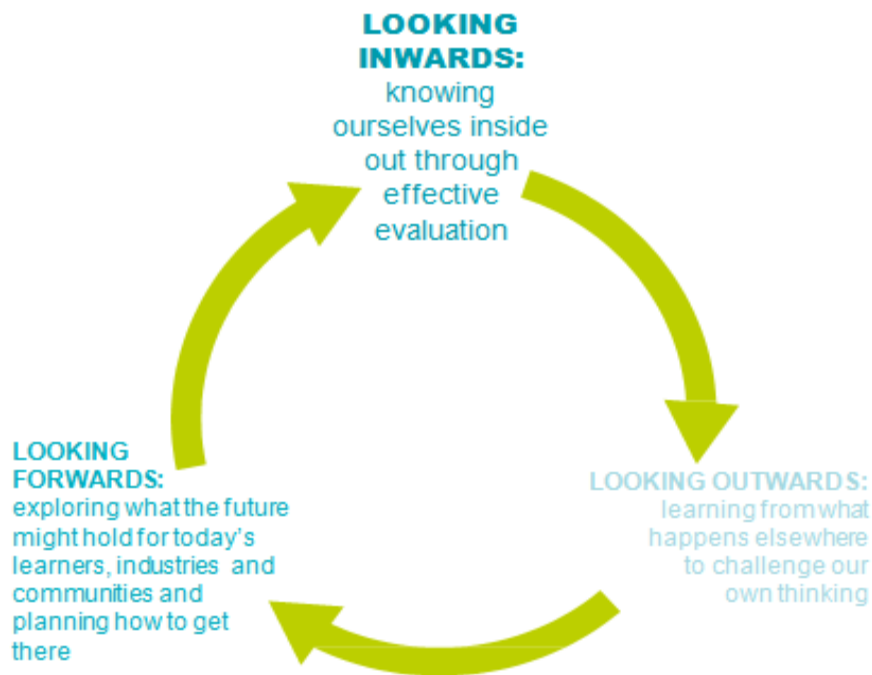 LOOKING
INWARDS:
knowing
ourselves inside
out through
effective
evaluation
LOOKING OUTWARDS:
learning from what
happens elsewhere
to challenge our
own thinking
LOOKING
FORWARDS:
exploring what the future
might hold for today's
learners, industries and
communities and
planning how to get
there